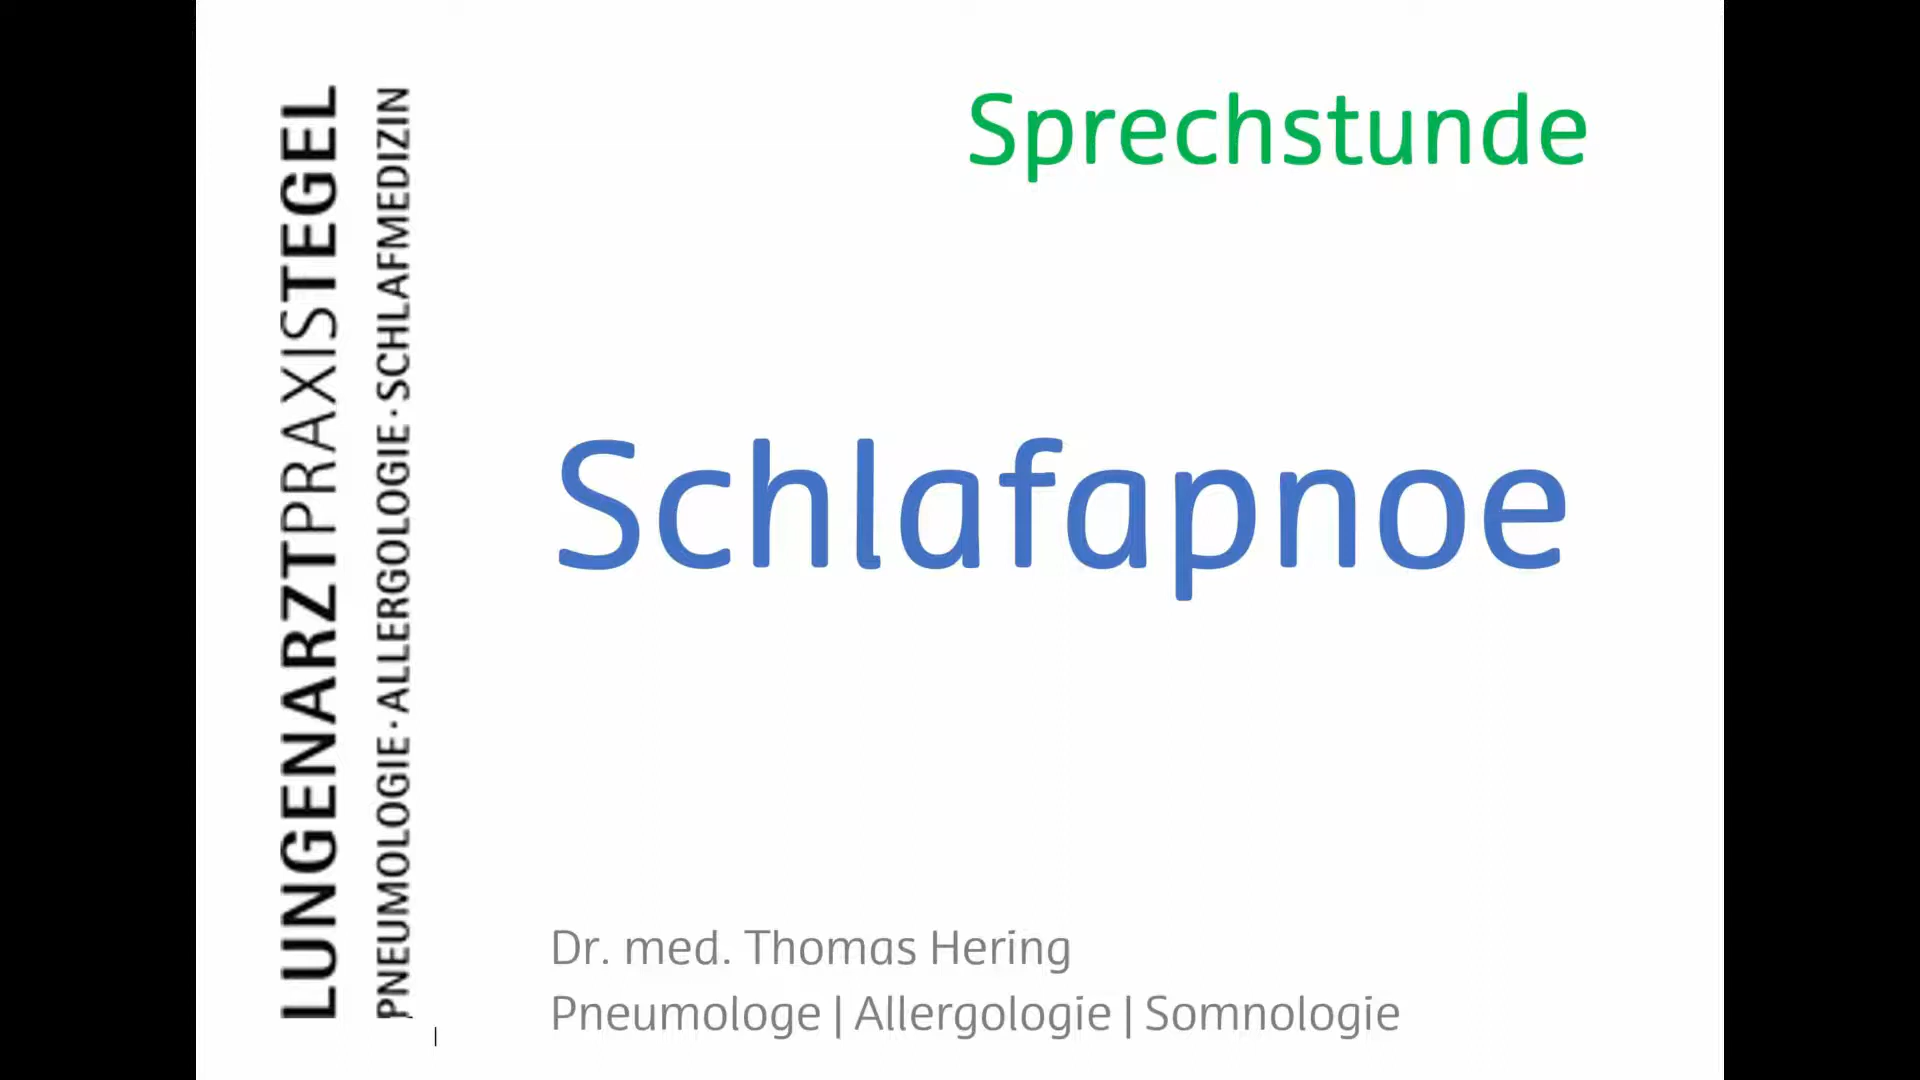 LUNGENARZTPRAXISTEGEL
PNEUMOLOGIE·ALLERGOLOGIE·SCHLAFMEDIZIN
Sprechstunde
Schlafapnoe
Dr. med. Thomas Hering
Pneumologe | Allergologie | Somnologie